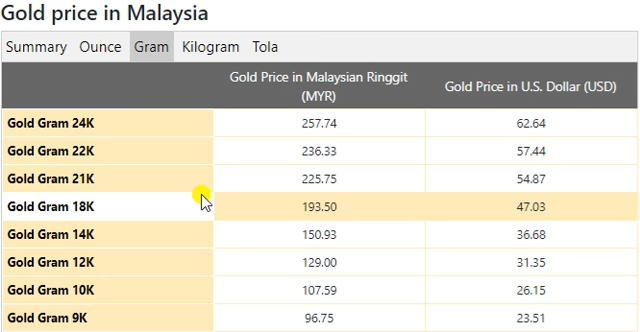 Gold price in Malaysia
Summary Ounce Gram Kilogram Tola
Gold Price in Malaysian Ringgit (MYR) Gold Price in U.S. Dollar (USD)
Gold Gram 24K 257.74 62.64
Gold Gram 22K 236.33 57.44
Gold Gram 21K 225.75 54.87
Gold Gram 18K 193.50 47.03
Gold Gram 14K 150.93 36.68
Gold Gram 12K 129.00 31.35
Gold Gram 10K 107.59 26.15
Gold Gram 9K 96.75 23.51